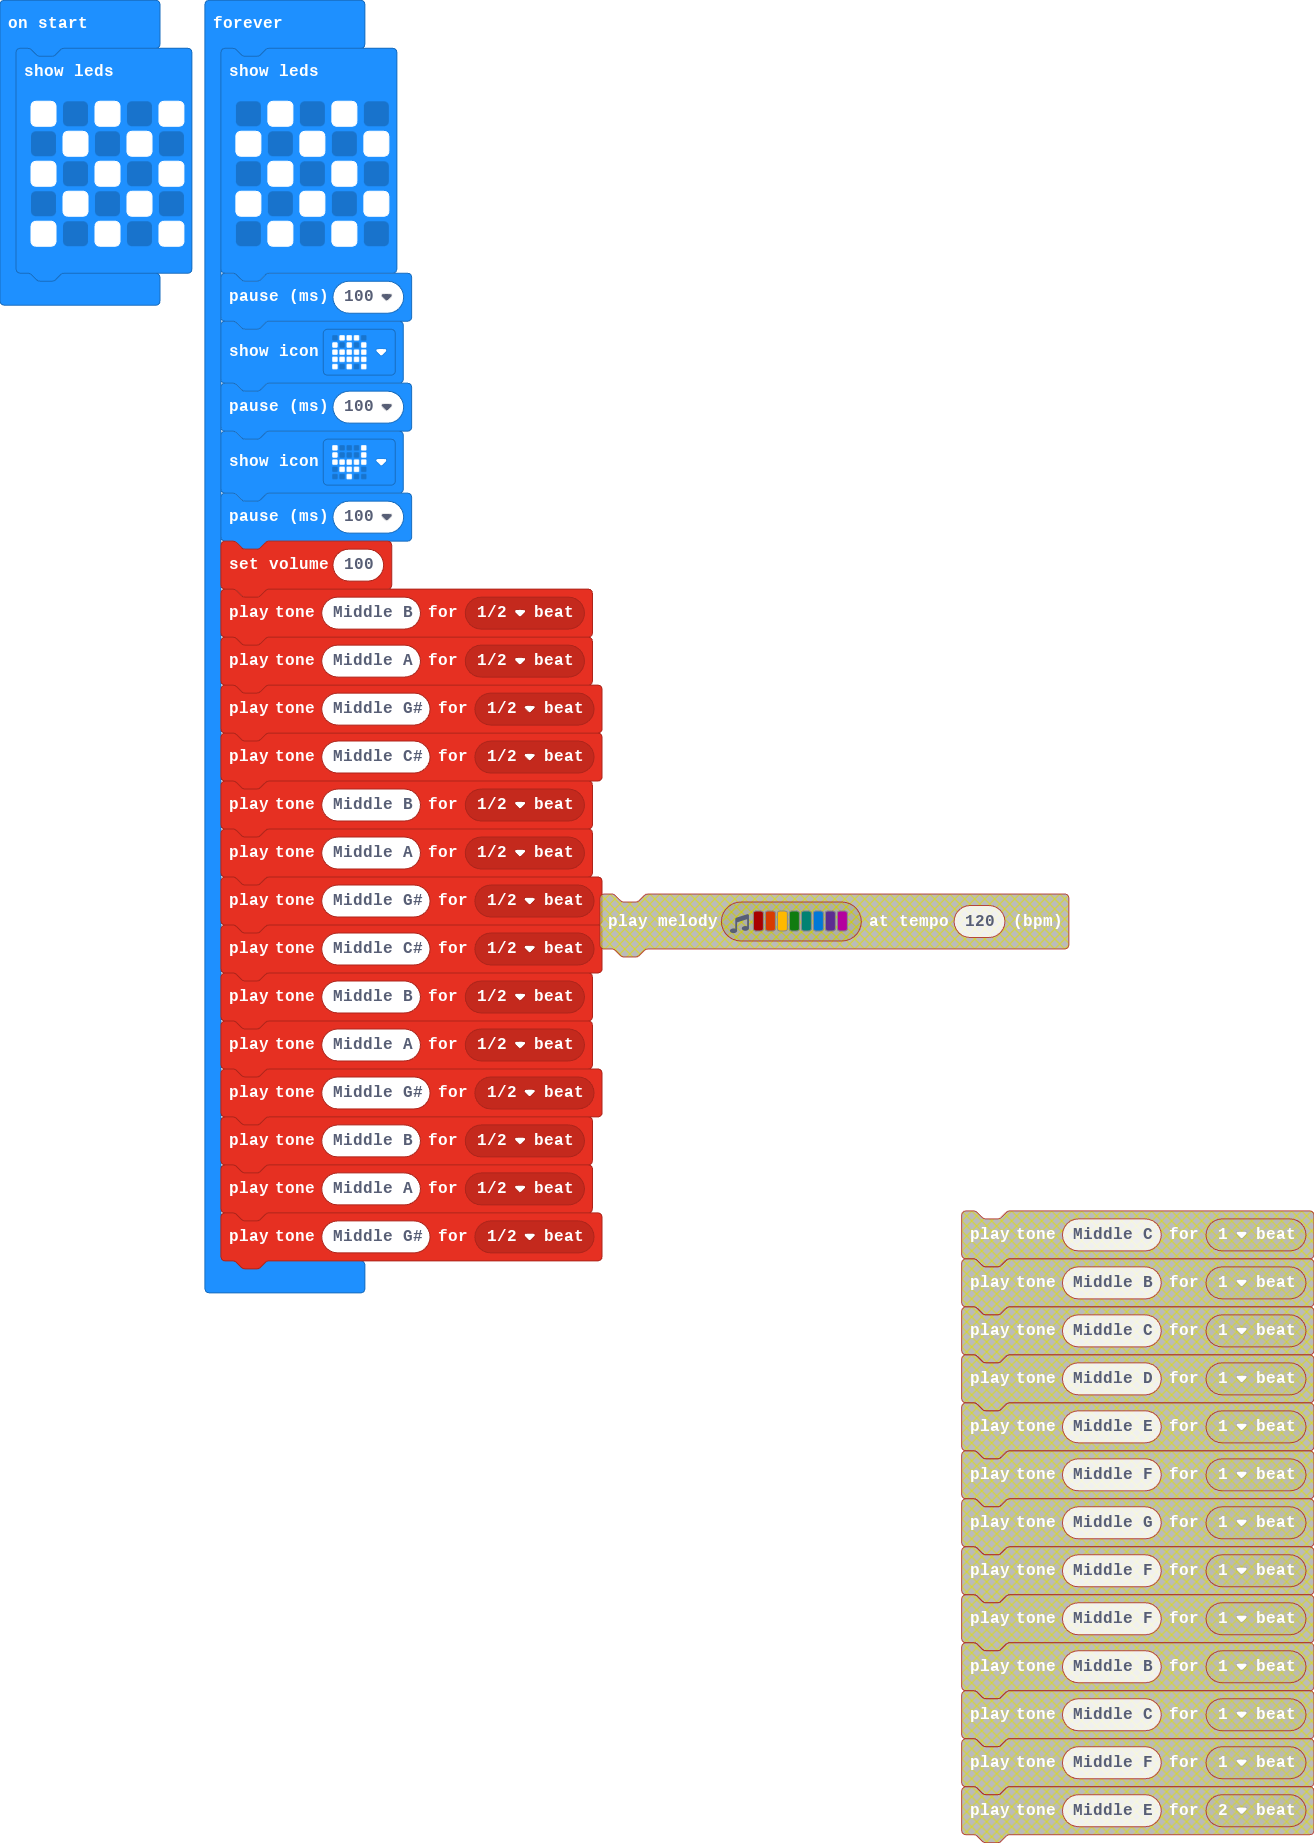 on start
show leds
forever
show leds
pause (ms) 100
show icon
pause (ms) 100
show icon
pause (ms) 100
set volume 100
play tone Middle B for 1/2 beat
play tone Middle A for 1/2 beat
play tone Middle G# for 1/2 beat
play tone Middle C# for 1/2 beat
play tone Middle B for 1/2 beat
play tone Middle A for 1/2 beat
play tone Middle G# for 1/2 beat
play tone Middle C# for 1/2 beat
play tone Middle B for 1/2 beat
play tone Middle A for 1/2 beat
play tone Middle G# for 1/2 beat
play tone Middle B for 1/2 beat
play tone Middle A for 1/2 beat
play tone Middle G# for 1/2 beat
play melody at tempo 120 (bpm)
play tone Middle C for 1 beat
play tone Middle B for 1 beat
play tone Middle C for 1 beat
play tone Middle D for 1 beat
play tone Middle E for 1 beat
play tone Middle F for 1 beat
play tone Middle G for 1 beat
play tone Middle F for 1 beat
play tone Middle F for 1 beat
play tone Middle B for 1 beat
play tone Middle C for 1 beat
play tone Middle F for 1 beat
play tone Middle E for 2 beat